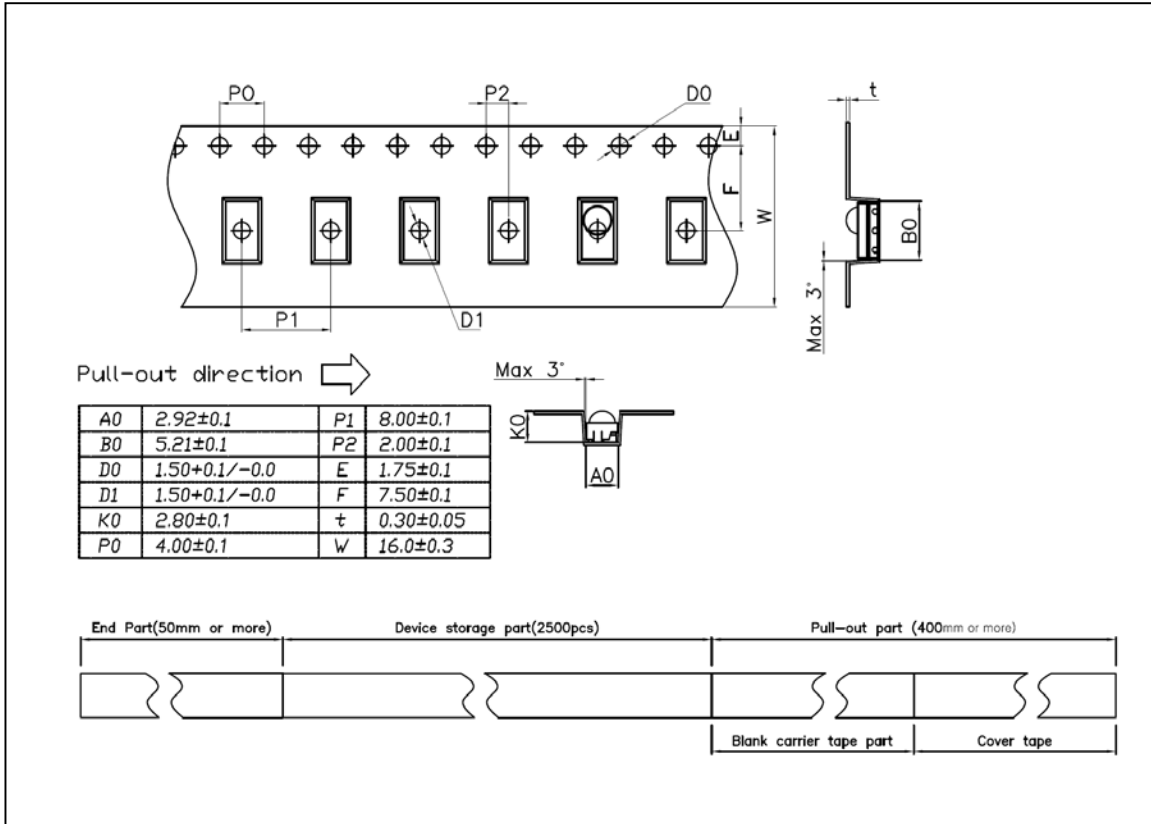 P0
P2
D0
t
E
F
W
B0
Max 3°
P1
D1
Pull-out direction
Max 3°
K0
A0
A0 2.92±0.1 P1 8.00±0.1
B0 5.21±0.1 P2 2.00±0.1
D0 1.50+0.1/-0.0 E 1.75±0.1
D1 1.50+0.1/-0.0 F 7.50±0.1
K0 2.80±0.1 t 0.30±0.05
P0 4.00±0.1 W 16.0±0.3
End Part(50mm or more) Device storage part(2500pcs) Pull-out part (400mm or more)
Blank carrier tape part Cover tape